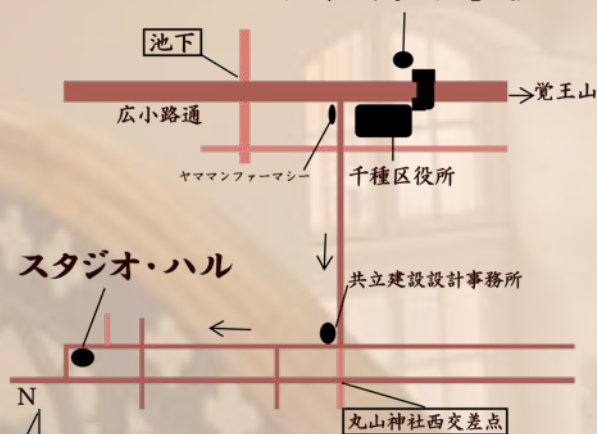 池下
覚王山
広小路通
ヤママンファーマシー
千種区役所
スタジオ・ハル
共立建設設計事務所
N
丸山神社西交差点